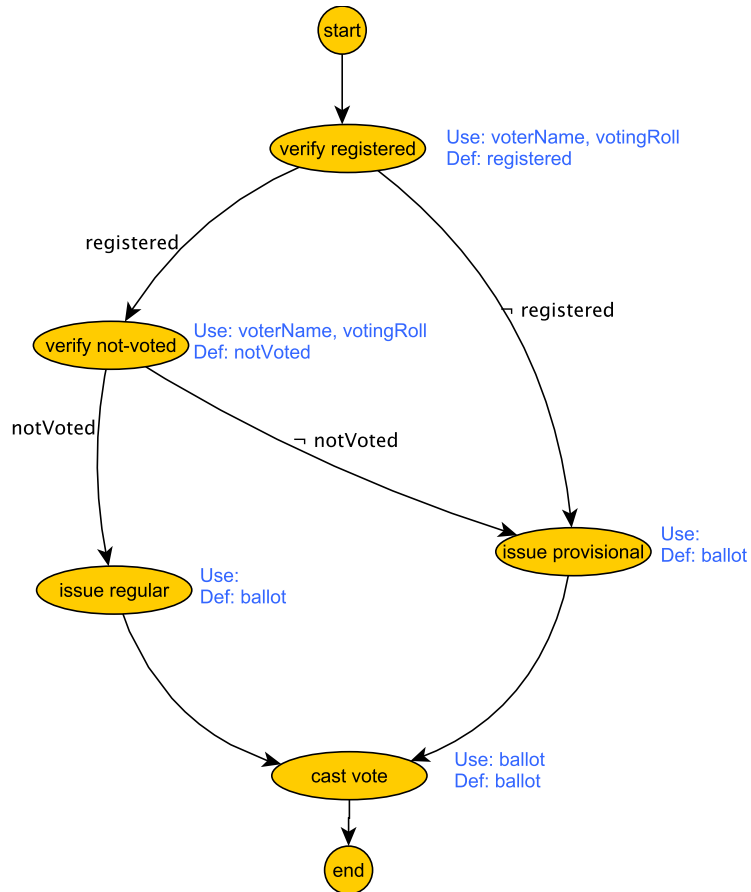 start
verify registered
Use: voterName, votingRoll
Def: registered
registered
¬ registered
verify not-voted
Use: voterName, votingRoll
Def: notVoted
notVoted
¬ notVoted
issue provisional
Use:
Def: ballot
issue regular
Use:
Def: ballot
cast vote
Use: ballot
Def: ballot
end